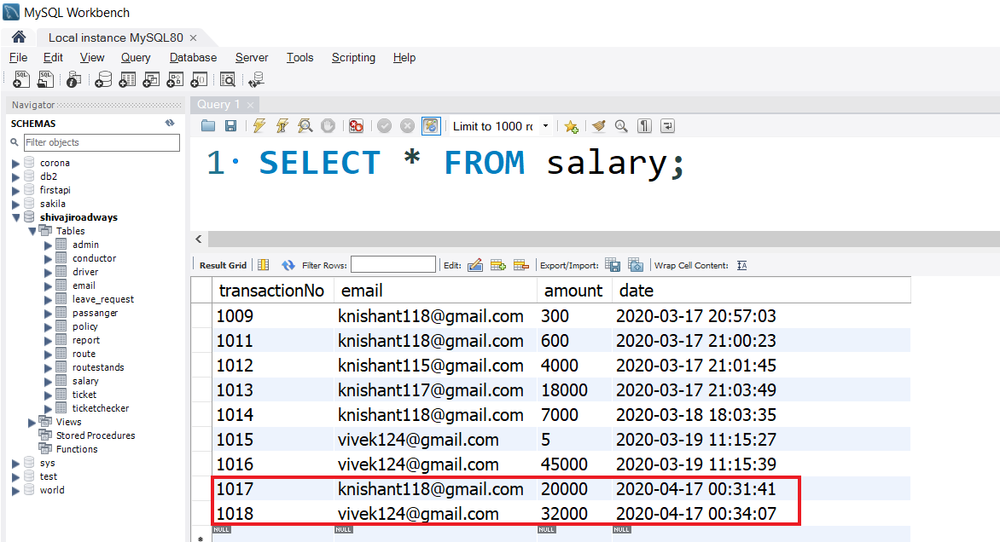 MySQL Workbench
Local instance MySQL80 ×
File Edit View Query Database Server Tools Scripting Help
Navigator
SCHEMAS
Filter objects
corona
db2
firstapi
sakila
shivajiroadways
Tables
admin
conductor
driver
email
leave_request
passanger
policy
report
route
routestands
salary
ticket
ticketchecker
Views
Stored Procedures
Functions
sys
test
world
Query 1 ×
Limit to 1000 r
1 SELECT * FROM salary;
Result Grid Filter Rows: Edit: Export/Import: Wrap Cell Content:
transactionNo email amount date
1009 knishant118@gmail.com 300 2020-03-17 20:57:03
1011 knishant118@gmail.com 600 2020-03-17 21:00:23
1012 knishant115@gmail.com 4000 2020-03-17 21:01:45
1013 knishant117@gmail.com 18000 2020-03-17 21:03:49
1014 knishant118@gmail.com 7000 2020-03-18 18:03:35
1015 vivek124@gmail.com 5 2020-03-19 11:15:27
1016 vivek124@gmail.com 45000 2020-03-19 11:15:39
1017 knishant118@gmail.com 20000 2020-04-17 00:31:41
1018 vivek124@gmail.com 32000 2020-04-17 00:34:07
* NULL NULL NULL NULL